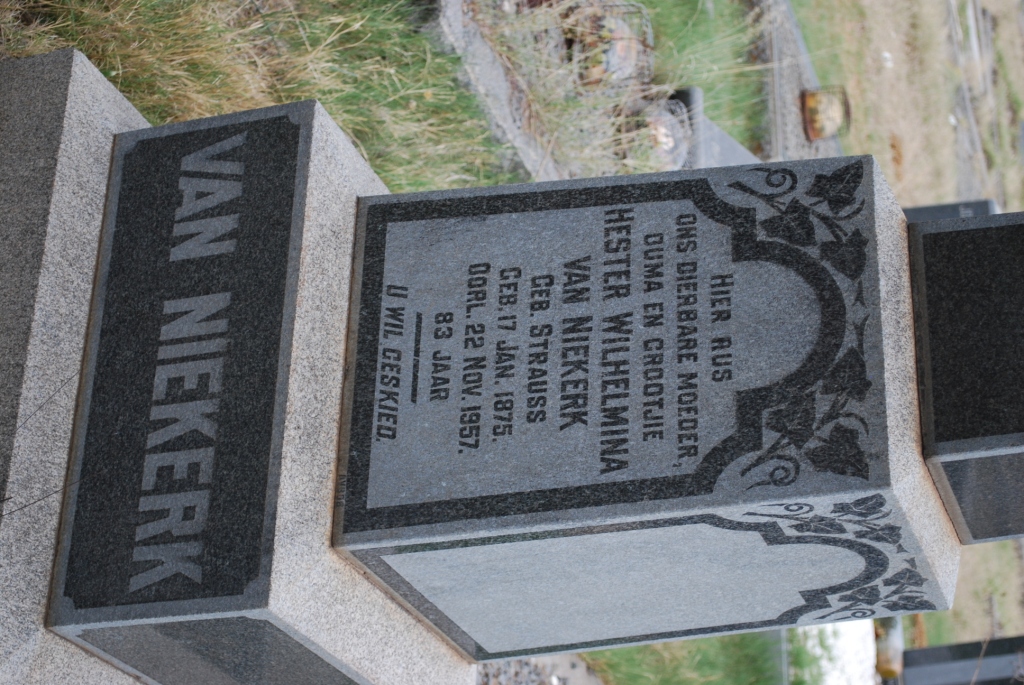 HIER RUS
ONS DIERBARE MOEDER,
OUMA EN GROOTJIE
HESTER WILHELMINA
VAN NIEKERK
GEB. STRAUSS
GEB. 17 JAN. 1875.
OORL. 22 NOV. 1957.
83 JAAR
U WIL GESKIED.
VAN NIEKERK